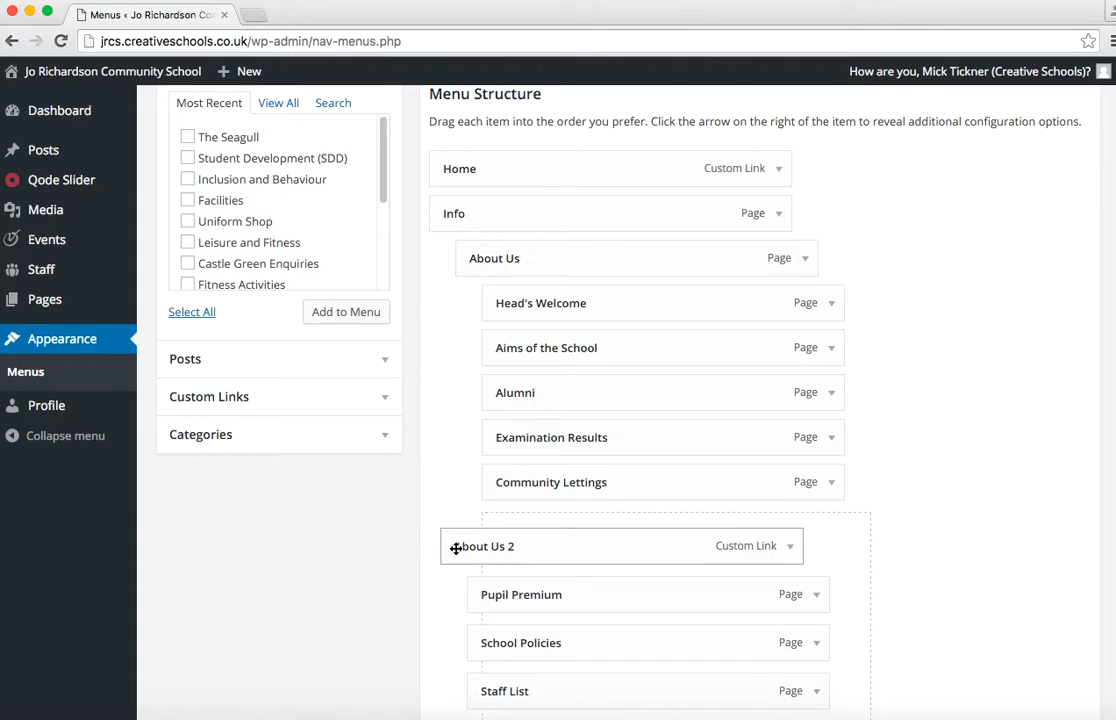 Menus ‹ Jo Richardson Co
jrcs.creativeschools.co.uk/wp-admin/nav-menus.php
Jo Richardson Community School
New
How are you, Mick Tickner (Creative Schools)?
Dashboard
Posts
Qode Slider
Media
Events
Staff
Pages
Appearance
Menus
Profile
Collapse menu
Most Recent
View All
Search
The Seagull
Student Development (SDD)
Inclusion and Behaviour
Facilities
Uniform Shop
Leisure and Fitness
Castle Green Enquiries
Fitness Activities
Select All
Add to Menu
Posts
Custom Links
Categories
Menu Structure
Drag each item into the order you prefer. Click the arrow on the right of the item to reveal additional configuration options.
Home Custom Link
Info Page
About Us Page
Head's Welcome Page
Aims of the School Page
Alumni Page
Examination Results Page
Community Lettings Page
About Us 2 Custom Link
Pupil Premium Page
School Policies Page
Staff List Page